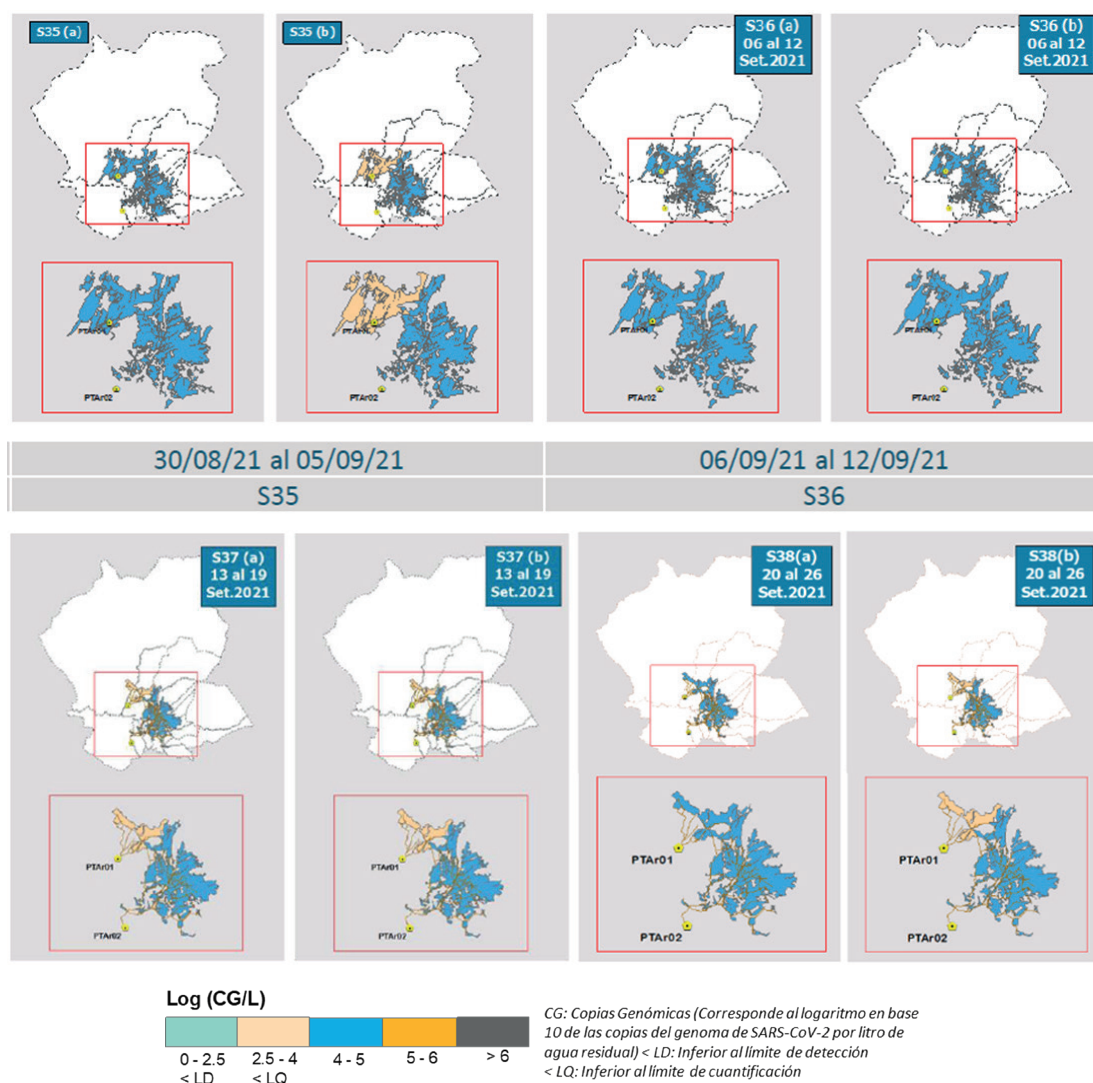 S35 (a)
S35 (b)
S36 (a)
06 al 12
Set.2021
S36 (b)
06 al 12
Set.2021
PTAr02
PTAr02
PTAr02
PTAr02
30/08/21 al 05/09/21
06/09/21 al 12/09/21
S35
S36
S37 (a)
13 al 19
Set.2021
S37 (b)
13 al 19
Set.2021
S38(a)
20 al 26
Set.2021
S38(b)
20 al 26
Set.2021
PTAr01
PTAr01
PTAr01
PTAr01
PTAr02
PTAr02
PTAr02
PTAr02
Log (CG/L)
0 - 2.5
2.5 - 4
4 - 5
5 - 6
> 6
< LD
< LQ
CG: Copias Genómicas (Corresponde al logaritmo en base
10 de las copias del genoma de SARS-CoV-2 por litro de
agua residual) < LD: Inferior al límite de detección
< LQ: Inferior al límite de cuantificación